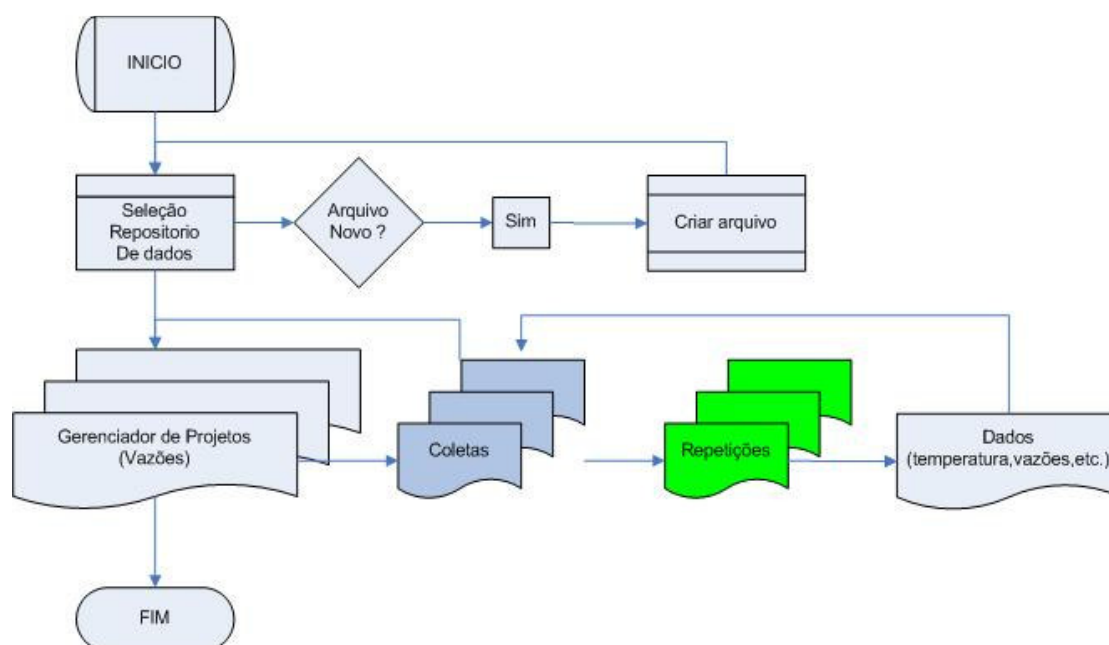 INICIO
Seleção
Repositorio
De dados
Arquivo
Novo ?
Sim
Criar arquivo
Gerenciador de Projetos
(Vazões)
Coletas
Repetições
Dados
(temperatura,vazões,etc.)
FIM